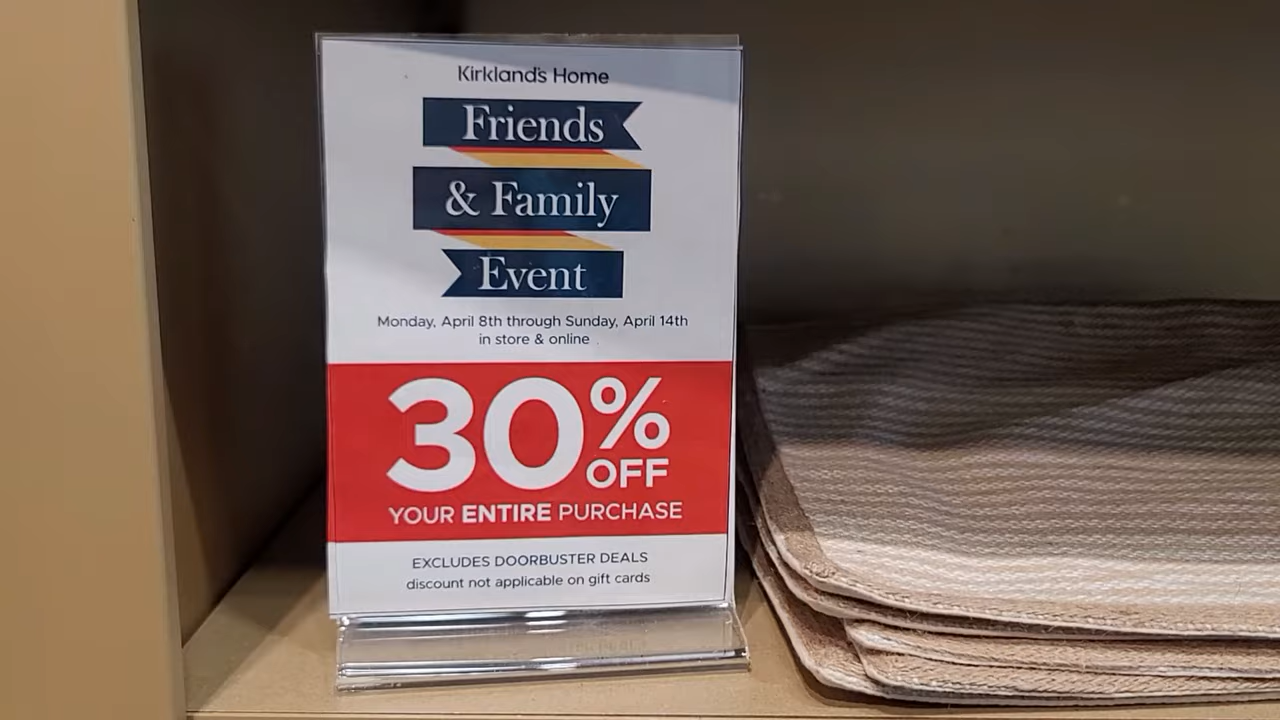 Kirkland's Home
Friends
& Family
Event
Monday, April 8th through Sunday, April 14th
in store & online
30%
OFF
YOUR ENTIRE PURCHASE
EXCLUDES DOORBUSTER DEALS
discount not applicable on gift cards